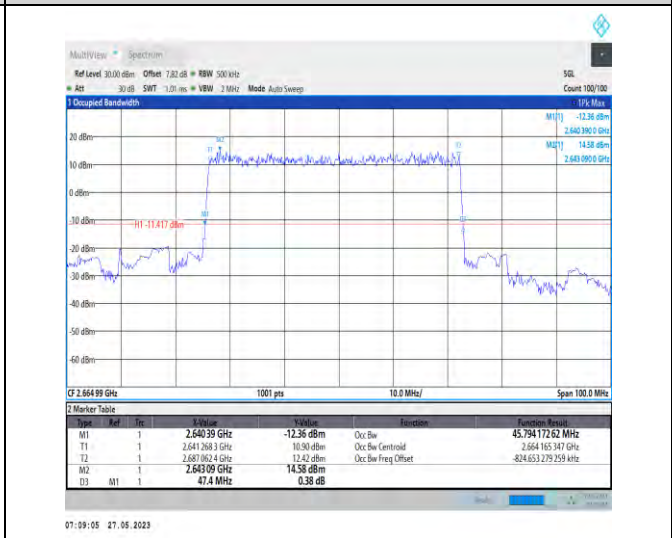 MultiView Spectrum
Ref Level 30.00 dBm Offset 7.82 dB RBW 500 kHz SGL
Att 30 dB SWT 1.01 ms VBW 2 MHz Mode Auto Sweep Count 100/100
1 Occupied Bandwidth 1Pk Max
M1[1] -12.36 dBm
2.640 390 0 GHz
M2[1] 14.58 dBm
2.643 090 0 GHz
20 dBm
M2
T1 T2
10 dBm
0 dBm
-10 dBm
M1 D3
H1 -11.417 dBm
-20 dBm
-30 dBm
-40 dBm
-50 dBm
-60 dBm
CF 2.664 99 GHz 1001 pts 10.0 MHz/ Span 100.0 MHz
2 Marker Table
Type Ref Trc X-Value Y-Value Function Function Result
M1 1 2.640 39 GHz -12.36 dBm Occ Bw 45.794 172 62 MHz
T1 1 2.641 268 3 GHz 10.90 dBm Occ Bw Centroid 2.664 165 347 GHz
T2 1 2.687 062 4 GHz 12.42 dBm Occ Bw Freq Offset -824.653 279 259 kHz
M2 1 2.643 09 GHz 14.58 dBm
D3 M1 1 47.4 MHz 0.38 dB
07:09:05 27.05.2023